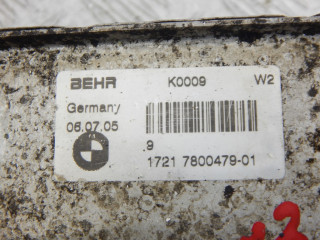 BEHR K0009 W2
Germany
06.07.05 .9
1721 7800479-01